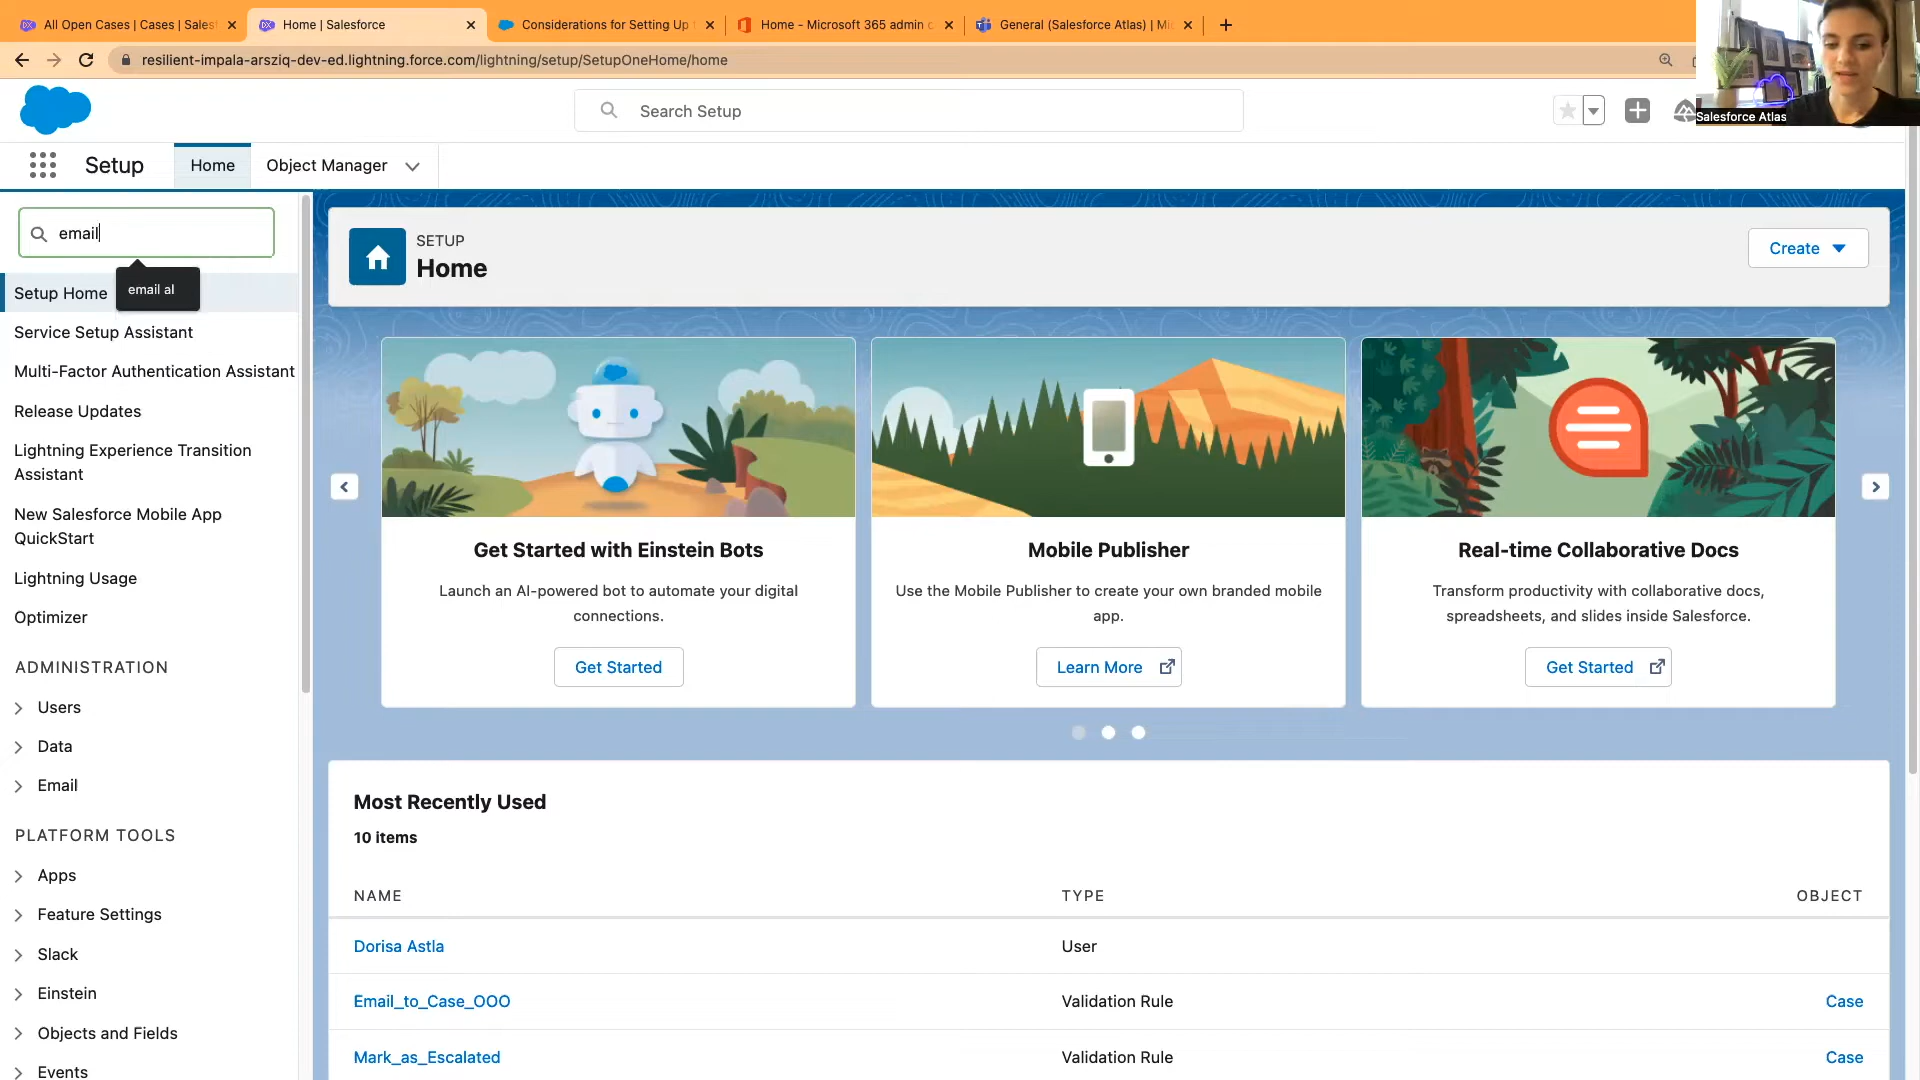 All Open Cases | Cases | Salesf
Home | Salesforce
Considerations for Setting Up
Home - Microsoft 365 admin c
General (Salesforce Atlas) | Mi
resilient-impala-arsziq-dev-ed.lightning.force.com/lightning/setup/SetupOneHome/home
Search Setup
Salesforce Atlas
Setup
Home
Object Manager
email
email al
Setup Home
Service Setup Assistant
Multi-Factor Authentication Assistant
Release Updates
Lightning Experience Transition
Assistant
New Salesforce Mobile App
QuickStart
Lightning Usage
Optimizer
ADMINISTRATION
Users
Data
Email
PLATFORM TOOLS
Apps
Feature Settings
Slack
Einstein
Objects and Fields
Events
SETUP
Home
Create
Get Started with Einstein Bots
Launch an AI-powered bot to automate your digital
connections.
Get Started
Mobile Publisher
Use the Mobile Publisher to create your own branded mobile
app.
Learn More
Real-time Collaborative Docs
Transform productivity with collaborative docs,
spreadsheets, and slides inside Salesforce.
Get Started
Most Recently Used
10 items
NAME TYPE OBJECT
Dorisa Astla User
Email_to_Case_OOO Validation Rule Case
Mark_as_Escalated Validation Rule Case